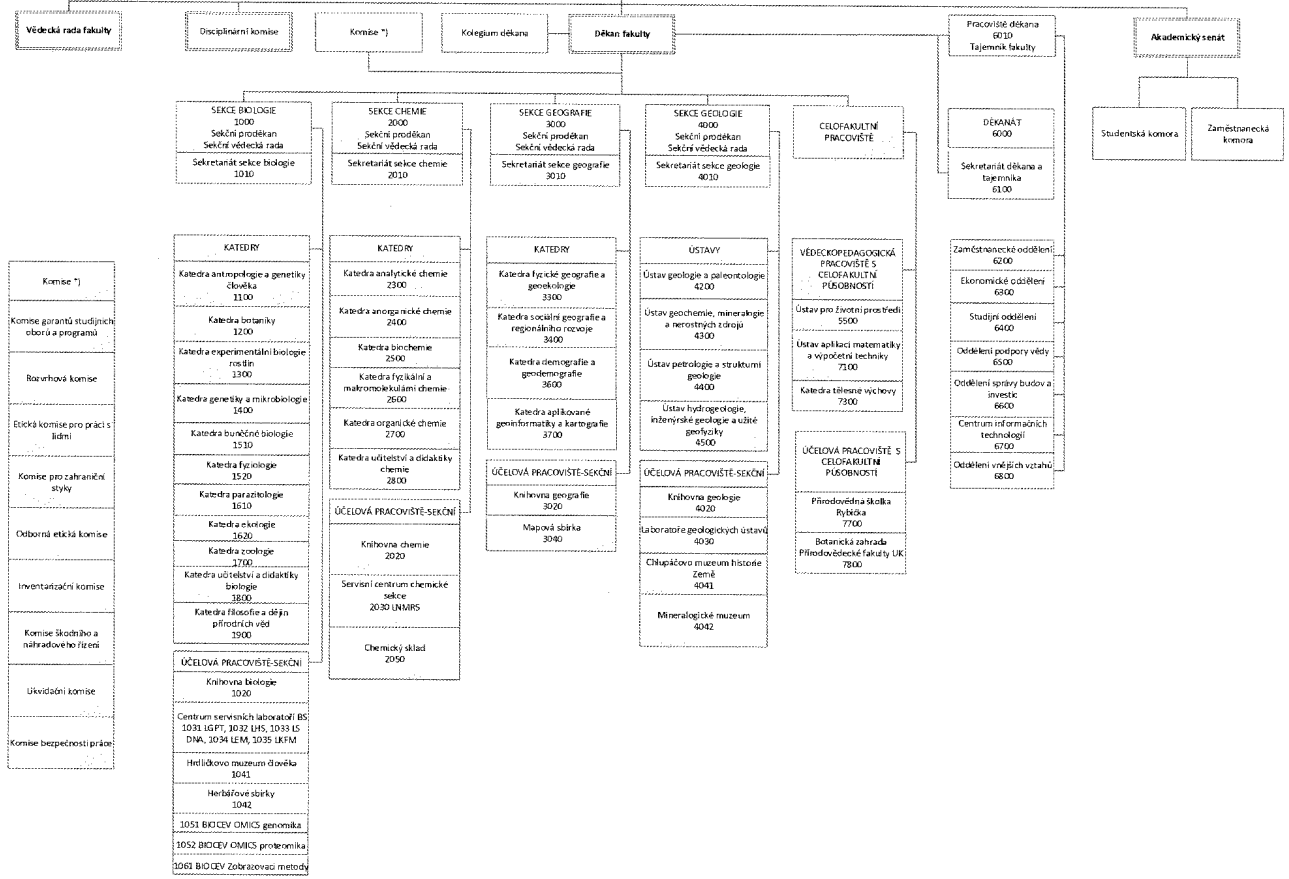 Vědecká rada fakulty
Disciplinární komise
Komise *)
Kolegium děkana
Děkan fakulty
Pracoviště děkana
6010
Tajemník fakulty
Akademický senát
SEKCE BIOLOGIE
1000
Sekční proděkan
Sekční vědecká rada
Sekretariát sekce biologie
1010
SEKCE CHEMIE
2000
Sekční proděkan
Sekční vědecká rada
Sekretariát sekce chemie
2010
SEKCE GEOGRAFIE
3000
Sekční proděkan
Sekční vědecká rada
Sekretariát sekce geografie
3010
SEKCE GEOLOGIE
4000
Sekční proděkan
Sekční vědecká rada
Sekretariát sekce geologie
4010
CELOFAKULTNÍ
PRACOVIŠTĚ
DĚKANÁT
6000
Sekretariát děkana a
tajemníka
6100
Studentská komora
Zaměstnanecká
komora
Komise *)
Komise garantů studijních
oborů a programů
Rozvrhová komise
Etická komise pro práci s
lidmi
Komise pro zahraniční
styky
Odborná etická komise
Inventarizační komise
Komise škodního a
náhradového řízení
Likvidační komise
Komise bezpečnosti práce
KATEDRY
Katedra antropologie a genetiky
člověka
1100
Katedra botaniky
1200
Katedra experimentální biologie
rostlin
1300
Katedra genetiky a mikrobiologie
1400
Katedra buněčné biologie
1510
Katedra fyziologie
1520
Katedra parazitologie
1610
Katedra ekologie
1620
Katedra zoologie
1700
Katedra učitelství a didaktiky
biologie
1800
Katedra filosofie a dějin
přírodních věd
1900
ÚČELOVÁ PRACOVIŠTĚ-SEKČNÍ
Knihovna biologie
1020
Centrum servisních laboratoří BS
1031 LGPT, 1032 LHS, 1033 LS
DNA, 1034 LEM, 1035 LKFM
Hrdličkovo muzeum člověka
1041
Herbářové sbírky
1042
1051 BIOCEV OMICS genomika
1052 BIOCEV OMICS proteomika
1061 BIOCEV Zobrazovací metody
KATEDRY
Katedra analytické chemie
2300
Katedra anorganické chemie
2400
Katedra biochemie
2500
Katedra fyzikální a
makromolekulární chemie
2600
Katedra organické chemie
2700
Katedra učitelství a didaktiky
chemie
2800
ÚČELOVÁ PRACOVIŠTĚ-SEKČNÍ
Knihovna chemie
2020
Servisní centrum chemické
sekce
2030 LNMRS
Chemický sklad
2050
KATEDRY
Katedra fyzické geografie a
geoekologie
3300
Katedra sociální geografie a
regionálního rozvoje
3400
Katedra demografie a
geodemografie
3600
Katedra aplikované
geoinformatiky a kartografie
3700
ÚČELOVÁ PRACOVIŠTĚ-SEKČNÍ
Knihovna geografie
3020
Mapová sbírka
3040
ÚSTAVY
Ústav geologie a paleontologie
4200
Ústav geochemie, mineralogie
a nerostných zdrojů
4300
Ústav petrologie a strukturní
geologie
4400
Ústav hydrogeologie,
inženýrské geologie a užité
geofyziky
4500
ÚČELOVÁ PRACOVIŠTĚ-SEKČNÍ
Knihovna geologie
4020
Laboratoře geologických ústavů
4030
Chlupáčovo muzeum historie
Země
4041
Mineralogické muzeum
4042
VĚDECKOPEDAGOGICKÁ
PRACOVIŠTĚ S
CELOFAKULTNÍ
PŮSOBNOSTÍ
Ústav pro životní prostředí
5500
Ústav aplikací matematiky
a výpočetní techniky
7100
Katedra tělesné výchovy
7300
ÚČELOVÁ PRACOVIŠTĚ S
CELOFAKULTNÍ
PŮSOBNOSTÍ
Přírodovědná školka
Rybička
7700
Botanická zahrada
Přírodovědecké fakulty UK
7800
Zaměstnanecké oddělení
6200
Ekonomické oddělení
6300
Studijní oddělení
6400
Oddělení podpory vědy
6500
Oddělení správy budov a
investic
6600
Centrum informačních
technologií
6700
Oddělení vnějších vztahů
6800